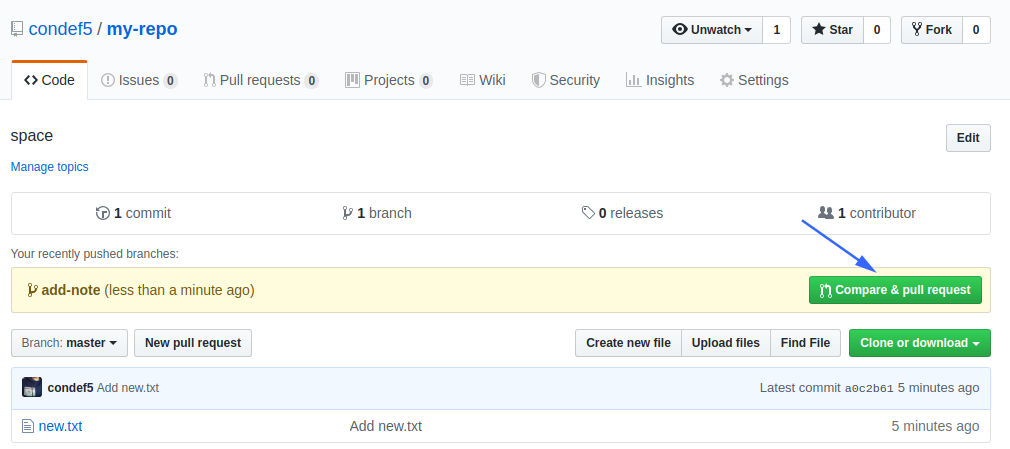 condef5 / my-repo
Unwatch 1 Star 0 Fork 0
Code Issues 0 Pull requests 0 Projects 0 Wiki Security Insights Settings
space
Edit
Manage topics
1 commit 1 branch 0 releases 1 contributor
Your recently pushed branches:
add-note (less than a minute ago) Compare & pull request
Branch: master New pull request Create new file Upload files Find File Clone or download
condef5 Add new.txt Latest commit a0c2b61 5 minutes ago
new.txt Add new.txt 5 minutes ago